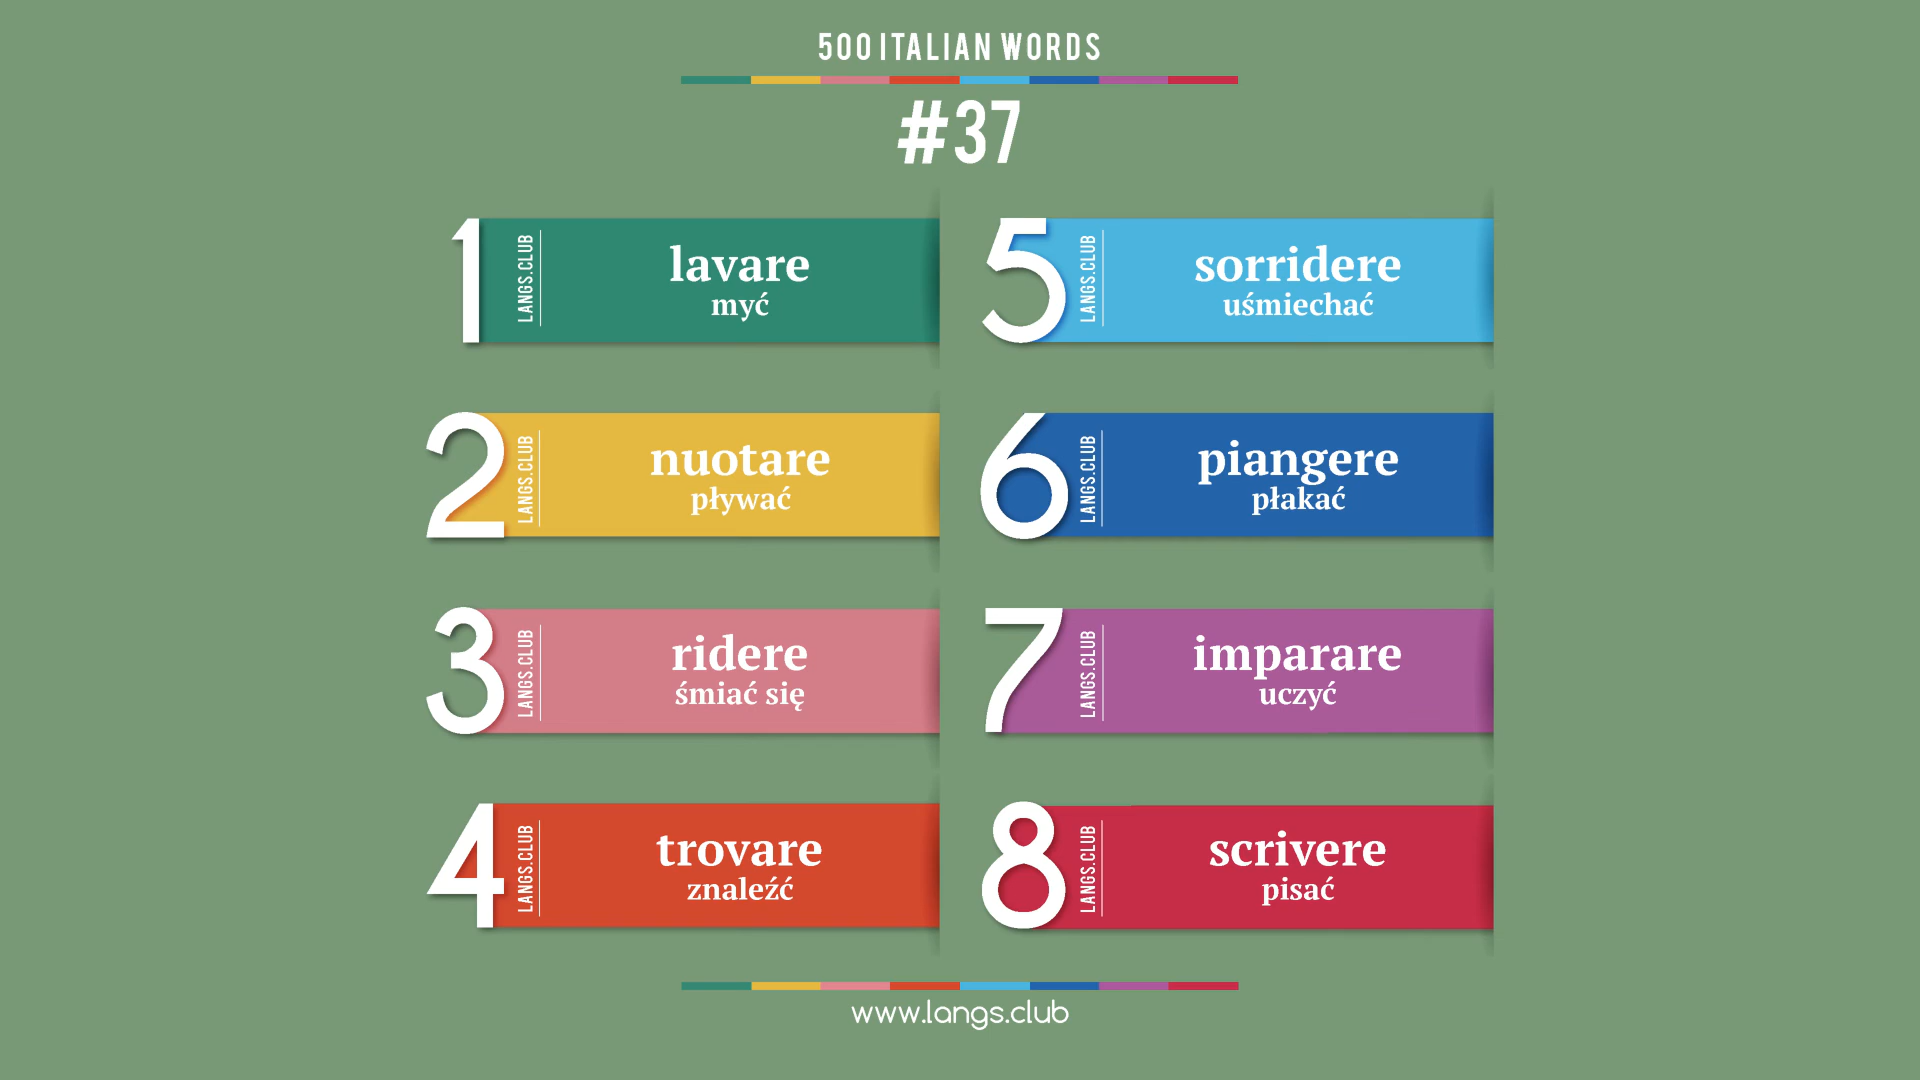 500 ITALIAN WORDS
#37
1
LANGS.CLUB
lavare
myć
2
LANGS.CLUB
nuotare
pływać
3
LANGS.CLUB
ridere
śmiać się
4
LANGS.CLUB
trovare
znaleźć
5
LANGS.CLUB
sorridere
uśmiechać
6
LANGS.CLUB
piangere
płakać
7
LANGS.CLUB
imparare
uczyć
8
LANGS.CLUB
scrivere
pisać
www.langs.club